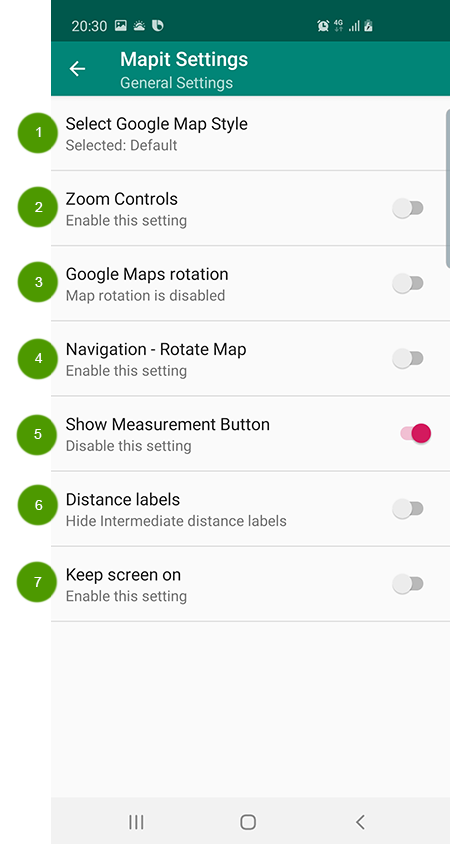 20:30
4G
Mapit Settings
General Settings
1
Select Google Map Style
Selected: Default
2
Zoom Controls
Enable this setting
3
Google Maps rotation
Map rotation is disabled
4
Navigation - Rotate Map
Enable this setting
5
Show Measurement Button
Disable this setting
6
Distance labels
Hide Intermediate distance labels
7
Keep screen on
Enable this setting